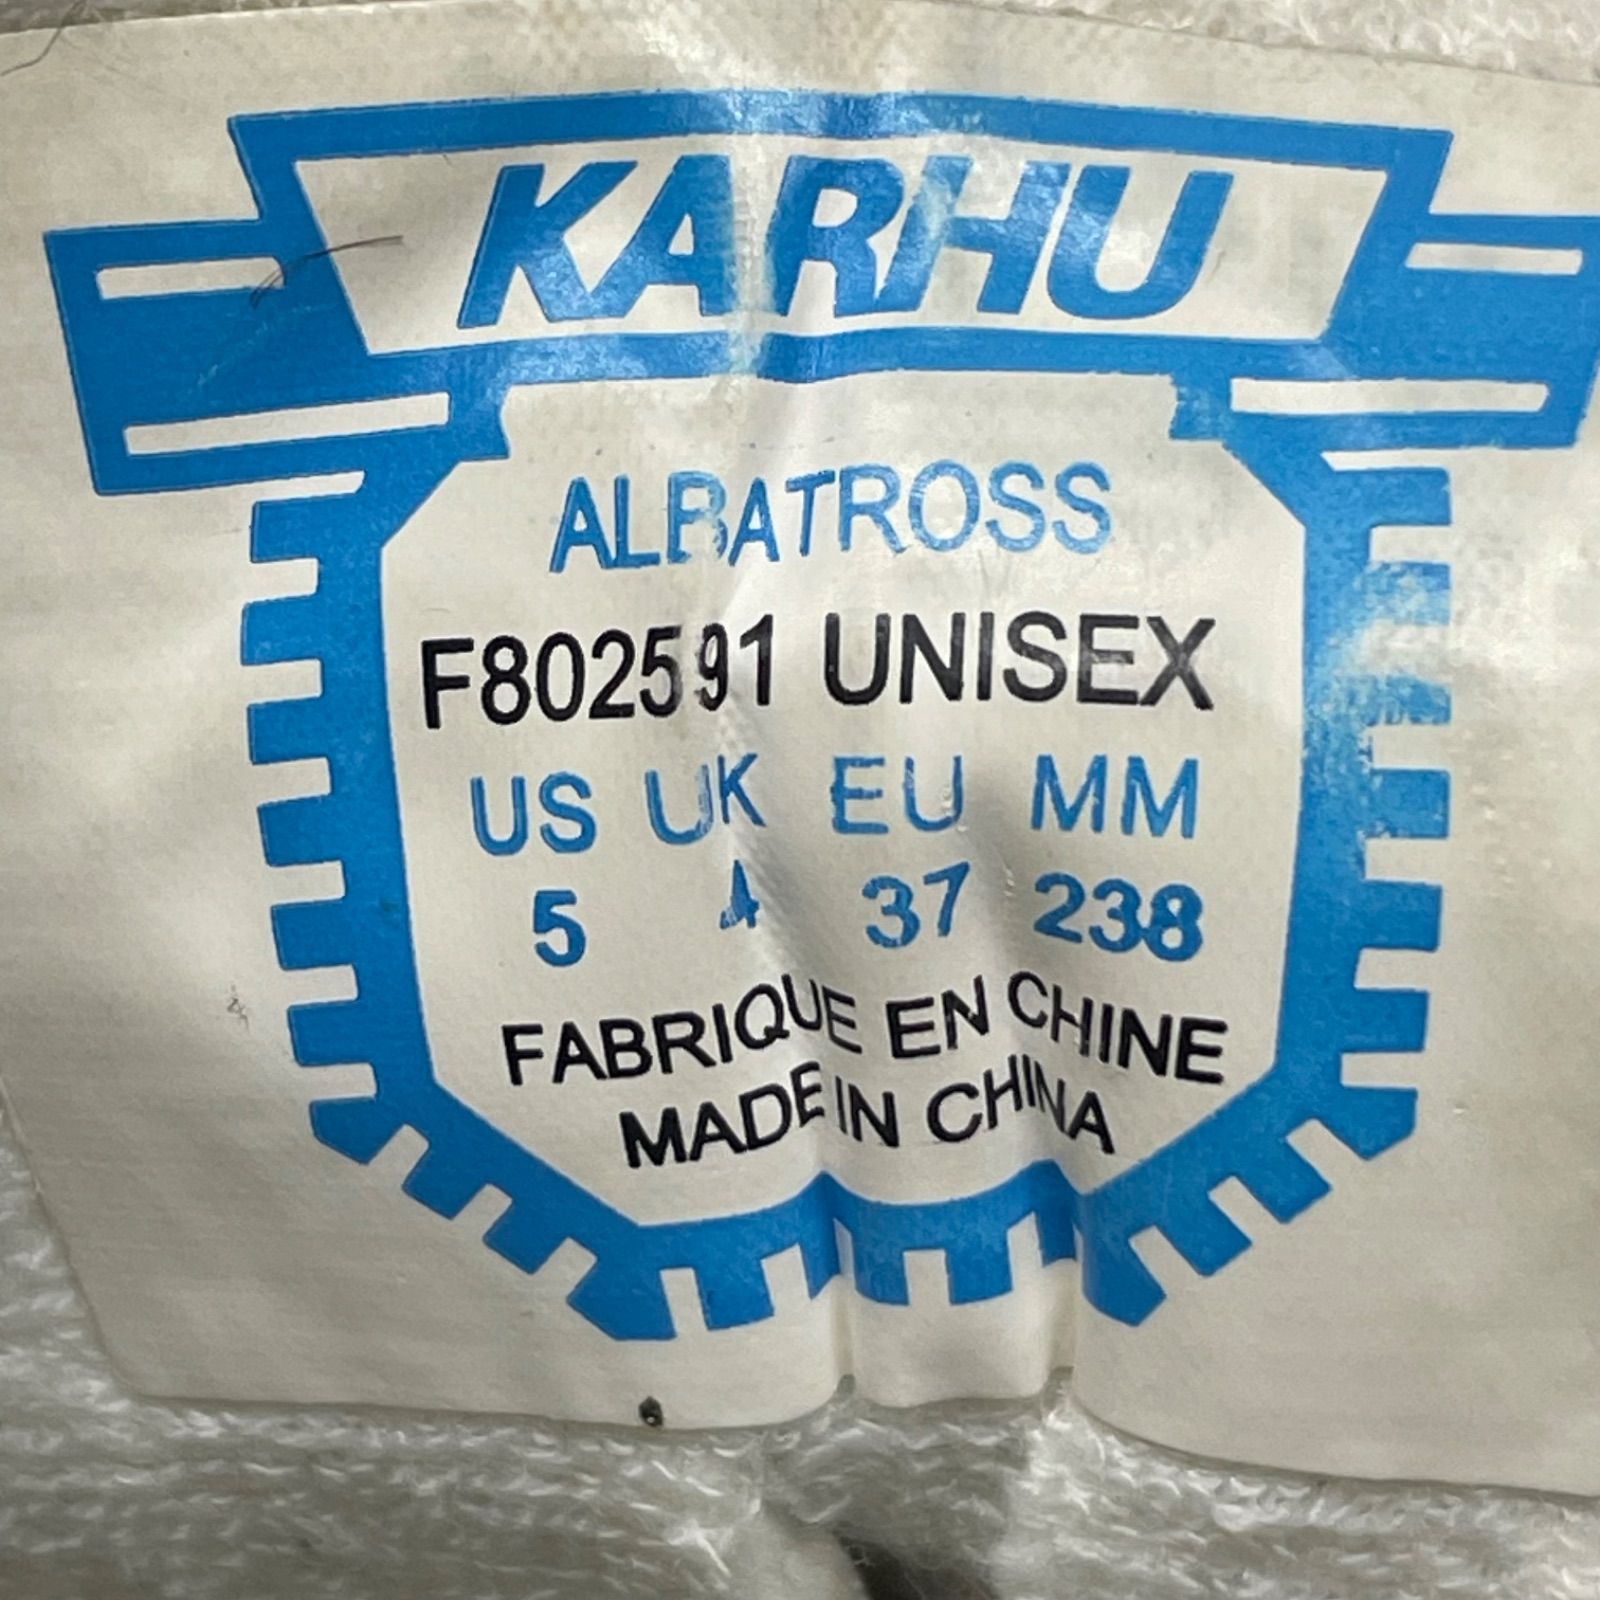 KARHU
ALBATROSS
F802591 UNISEX
US UK EU MM
5 4 37 238
FABRIQUE EN CHINE
MADE IN CHINA